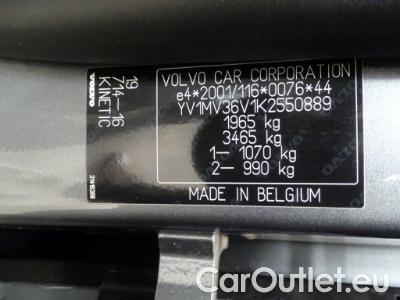 VOLVO CAR CORPORATION
e4*2001/116*0076*44
YV1MV36V1K2550889
1965 kg
3465 kg
1– 1070 kg
2– 990 kg
MADE IN BELGIUM
19
714–16
KINETIC
VOLVO
CarOutlet.eu